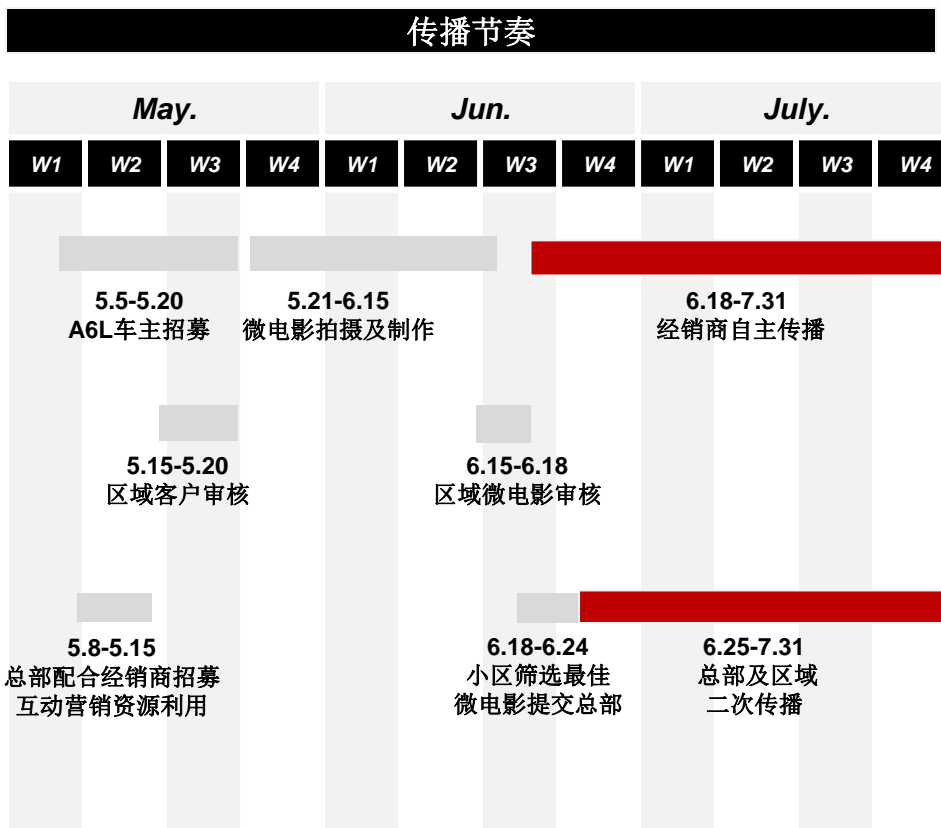 传播节奏
May. Jun. July.
W1 W2 W3 W4 W1 W2 W3 W4 W1 W2 W3 W4
5.5-5.20 5.21-6.15 6.18-7.31
A6L车主招募 微电影拍摄及制作 经销商自主传播
5.15-5.20 6.15-6.18
区域客户审核 区域微电影审核
5.8-5.15 6.18-6.24 6.25-7.31
总部配合经销商招募 小区筛选最佳 总部及区域
互动营销资源利用 微电影提交总部 二次传播